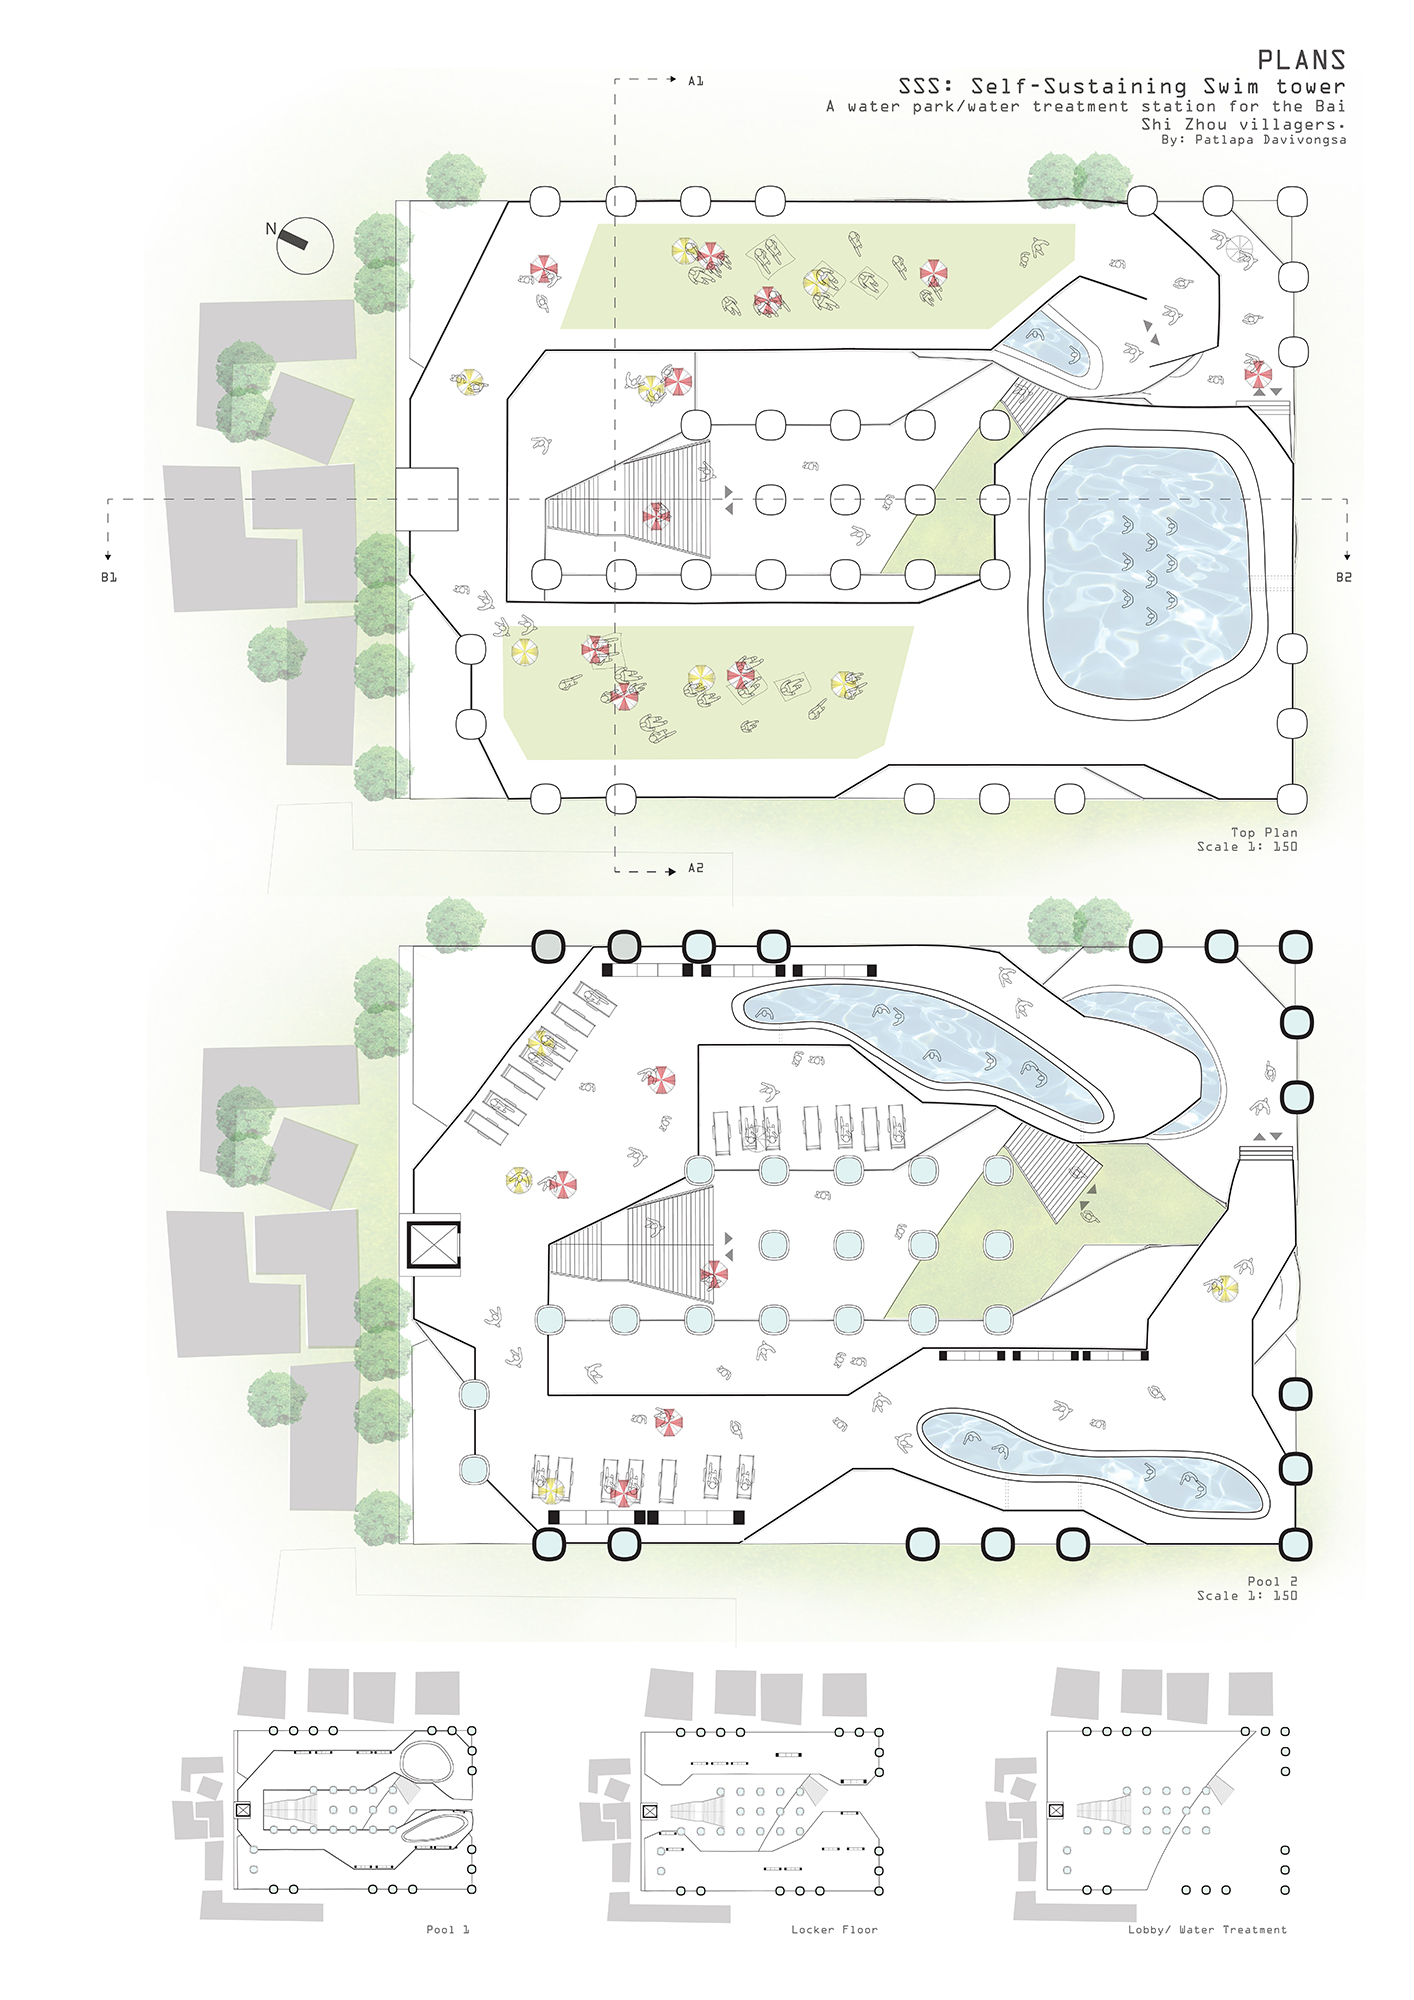 PLANS
SSS: Self-Sustaining Swim tower
A water park/water treatment station for the Bai
Shi Zhou villagers.
By: Patlapa Davivongsa
A1
N
B1
B2
Top Plan
Scale 1: 150
A2
Pool 2
Scale 1: 150
Pool 1
Locker Floor
Lobby/ Water Treatment